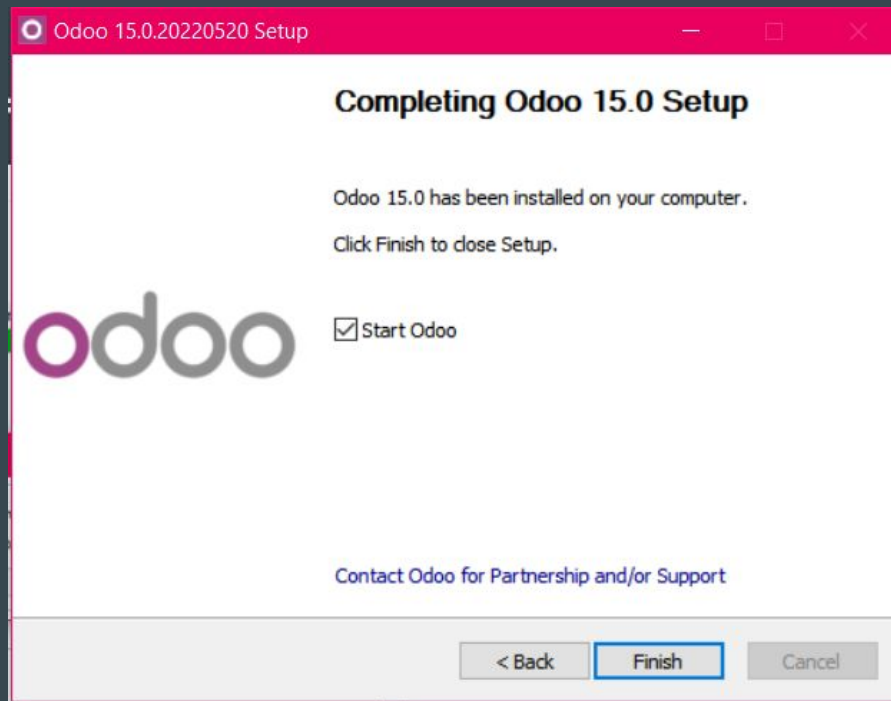 Odoo 15.0.20220520 Setup
Completing Odoo 15.0 Setup
Odoo 15.0 has been installed on your computer.
Click Finish to close Setup.
Start Odoo
odoo
Contact Odoo for Partnership and/or Support
< Back
Finish
Cancel